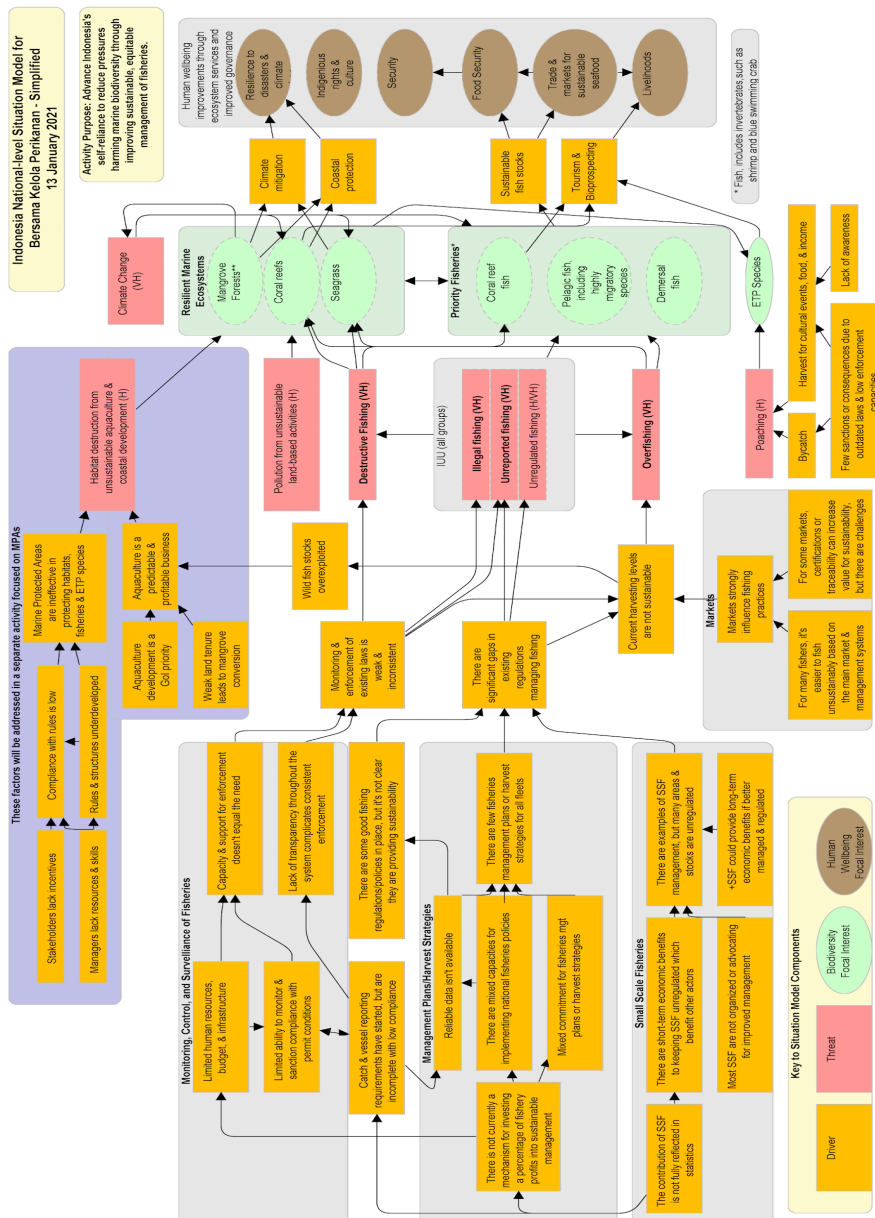 Indonesia National-level Situation Model for
Bersama Kelola Perikanan - Simplified
13 January 2021
Activity Purpose: Advance Indonesia's
self-reliance to reduce pressures
harming marine biodiversity through
improving sustainable, equitable
management of fisheries.
These factors will be addressed in a separate activity focused on MPAs
Stakeholders lack incentives
Managers lack resources & skills
Compliance with rules is low
Rules & structures underdeveloped
Marine Protected Areas
are ineffective in
protecting habitats,
fisheries & ETP species
Aquaculture
development is a
GoI priority
Weak land tenure
leads to mangrove
conversion
Aquaculture is a
predictable &
profitable business
Habitat destruction from
unsustainable aquaculture &
coastal development (H)
Climate Change
(VH)
Monitoring, Control, and Surveillance of Fisheries
Limited human resources,
budget, & infrastructure
Limited ability to monitor &
sanction compliance with
permit conditions
Catch & vessel reporting
requirements have started, but are
incomplete with low compliance
Capacity & support for enforcement
doesn't equal the need
Lack of transparency throughout the
system complicates consistent
enforcement
There are some good fishing
regulations/policies in place, but it's not clear
they are providing sustainability
Monitoring &
enforcement of
existing laws is
weak &
inconsistent
Wild fish stocks
overexploited
Pollution from unsustainable
land-based activities (H)
Destructive Fishing (VH)
Resilient Marine
Ecosystems
Mangrove
Forests**
Coral reefs
Seagrass
Climate
mitigation
Coastal
protection
Human wellbeing
improvements through
ecosystem services and
improved governance
Resilience to
disasters &
climate
Indigenous
rights &
culture
Security
Food Security
Trade &
markets for
sustainable
seafood
Livelihoods
Management Plans/Harvest Strategies
There is not currently a
mechanism for investing
a percentage of fishery
profits into sustainable
management
Reliable data isn't available
There are mixed capacities for
implementing national fisheries policies
Mixed commitment for fisheries mgt
plans or harvest strategies
There are few fisheries
management plans or harvest
strategies for all fleets
There are
significant gaps in
existing
regulations
managing fishing
IUU (all groups)
Illegal fishing (VH)
Unreported fishing (VH)
Unregulated fishing (H/VH)
Priority Fisheries*
Coral reef
fish
Pelagic fish,
including
highly
migratory
species
Demersal
fish
Sustainable
fish stocks
Tourism &
Bioprospecting
Small Scale Fisheries
The contribution of SSF
is not fully reflected in
statistics
There are short-term economic benefits
to keeping SSF unregulated which
benefit other actors
Most SSF are not organized or advocating
for improved management
There are examples of SSF
management, but many areas &
stocks are unregulated
+SSF could provide long-term
economic benefits if better
managed & regulated
Current harvesting levels
are not sustainable
Overfishing (VH)
Markets
Markets strongly
influence fishing
practices
For many fishers, it's
easier to fish
unsustainably based on
the main market &
management systems
For some markets,
certifications or
traceability can increase
value for sustainability,
but there are challenges
Poaching (H)
ETP Species
Bycatch
Harvest for cultural events, food, & income
Few sanctions or consequences due to
outdated laws & low enforcement
capacities
Lack of awareness
* Fish, includes invertebrates,such as
shrimp and blue swimming crab
Key to Situation Model Components
Driver
Threat
Biodiversity
Focal Interest
Human
Wellbeing
Focal Interest